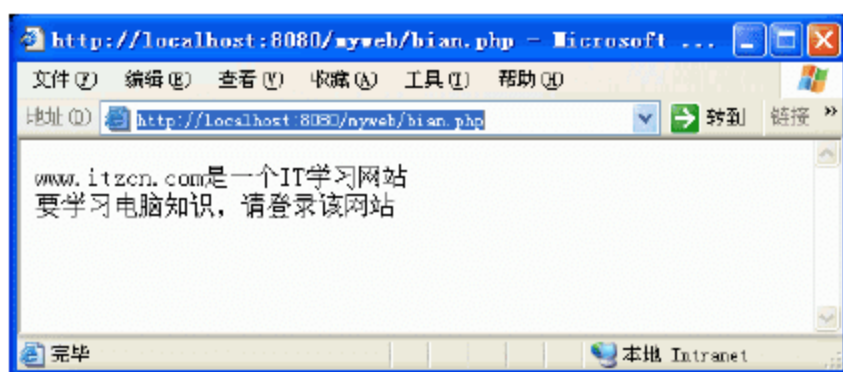 http://localhost:8080/myweb/bian.php - Microsoft ...
文件(F) 编辑(E) 查看(V) 收藏(A) 工具(T) 帮助(H)
地址(D) http://localhost:8080/myweb/bian.php 转到 链接 »
www.itzcn.com是一个IT学习网站
要学习电脑知识，请登录该网站
完毕 本地 Intranet